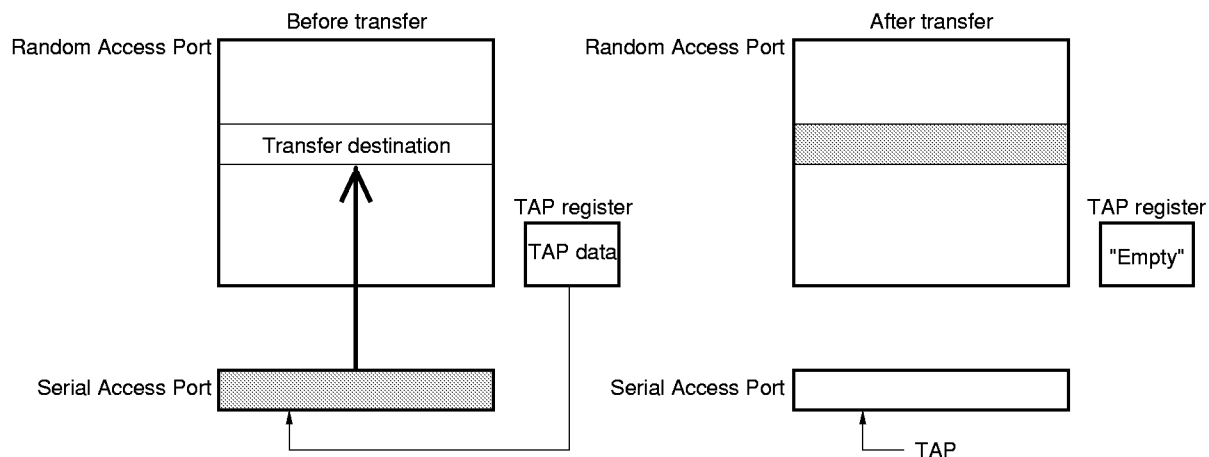 Before transfer
Random Access Port
Transfer destination
TAP register
TAP data
Serial Access Port
After transfer
Random Access Port
TAP register
"Empty"
Serial Access Port
TAP